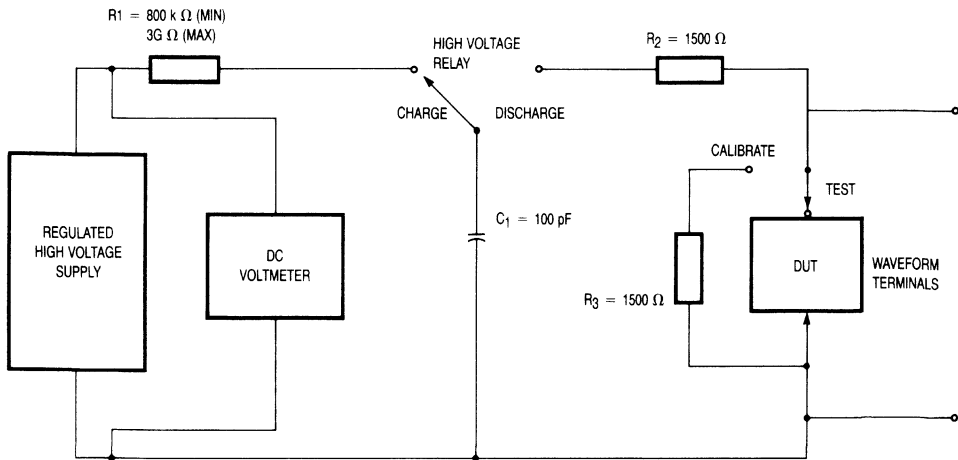 R1 = 800 k Ω (MIN)
3G Ω (MAX)
HIGH VOLTAGE
RELAY
R2 = 1500 Ω
CHARGE
DISCHARGE
CALIBRATE
TEST
REGULATED
HIGH VOLTAGE
SUPPLY
DC
VOLTMETER
C1 = 100 pF
R3 = 1500 Ω
DUT
WAVEFORM
TERMINALS